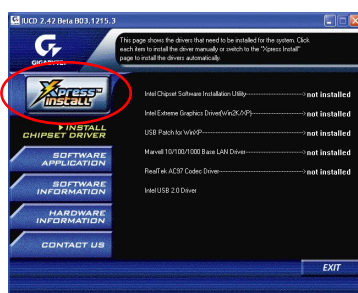 IUCD 2.42 Beta B03.1215.3
GIGABYTE
This page shows the drivers that need to be installed for the system. Click
each item to install the driver manually or switch to the "Xpress Install"
page to install the drivers automatically.
Xpress
INSTALL
INSTALL
CHIPSET DRIVER
SOFTWARE
APPLICATION
SOFTWARE
INFORMATION
HARDWARE
INFORMATION
CONTACT US
Intel Chipset Software Installation Utility---------->not installed
Intel Extreme Graphics Driver(Win2K/XP)---------->not installed
USB Patch for WinXP---------->not installed
Marvell 10/100/1000 Base LAN Driver---------->not installed
RealTek AC97 Codec Driver---------->not installed
Intel USB 2.0 Driver
EXIT